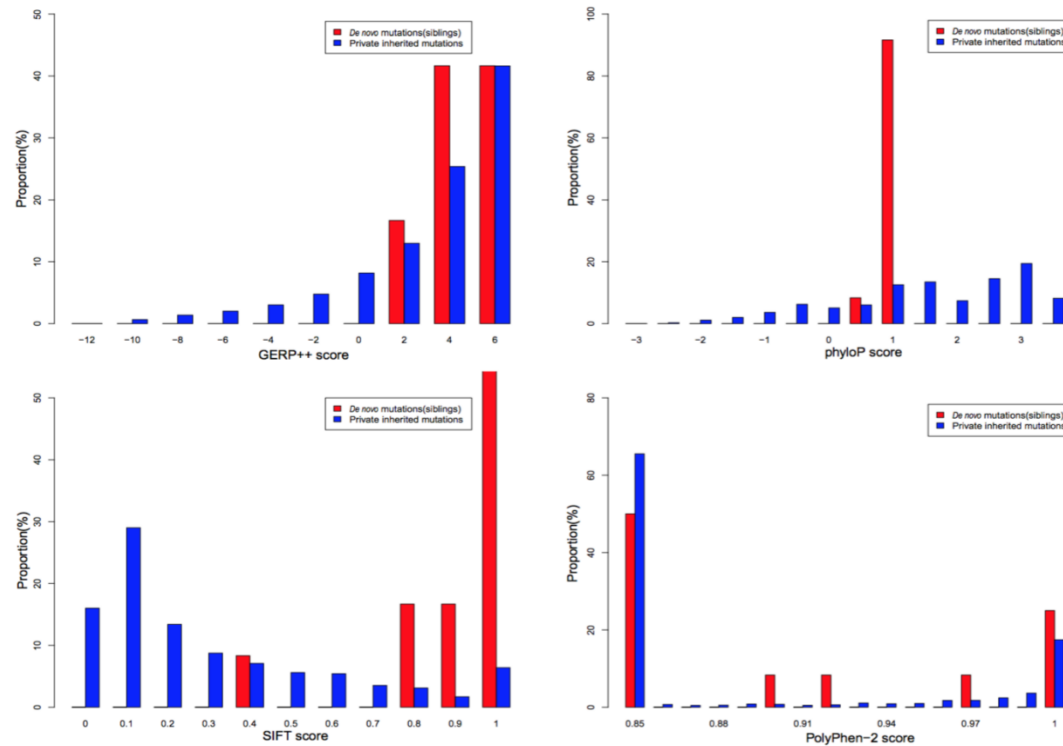 50
40
30
20
10
0
Proportion(%)
De novo mutations(siblings)
Private inherited mutations
−12 −10 −8 −6 −4 −2 0 2 4 6
GERP++ score
100
80
60
40
20
0
Proportion(%)
De novo mutations(siblings)
Private inherited mutations
−3 −2 −1 0 1 2 3
phyloP score
50
40
30
20
10
0
Proportion(%)
De novo mutations(siblings)
Private inherited mutations
0 0.1 0.2 0.3 0.4 0.5 0.6 0.7 0.8 0.9 1
SIFT score
80
60
40
20
0
Proportion(%)
De novo mutations(siblings)
Private inherited mutations
0.85 0.88 0.91 0.94 0.97 1
PolyPhen−2 score